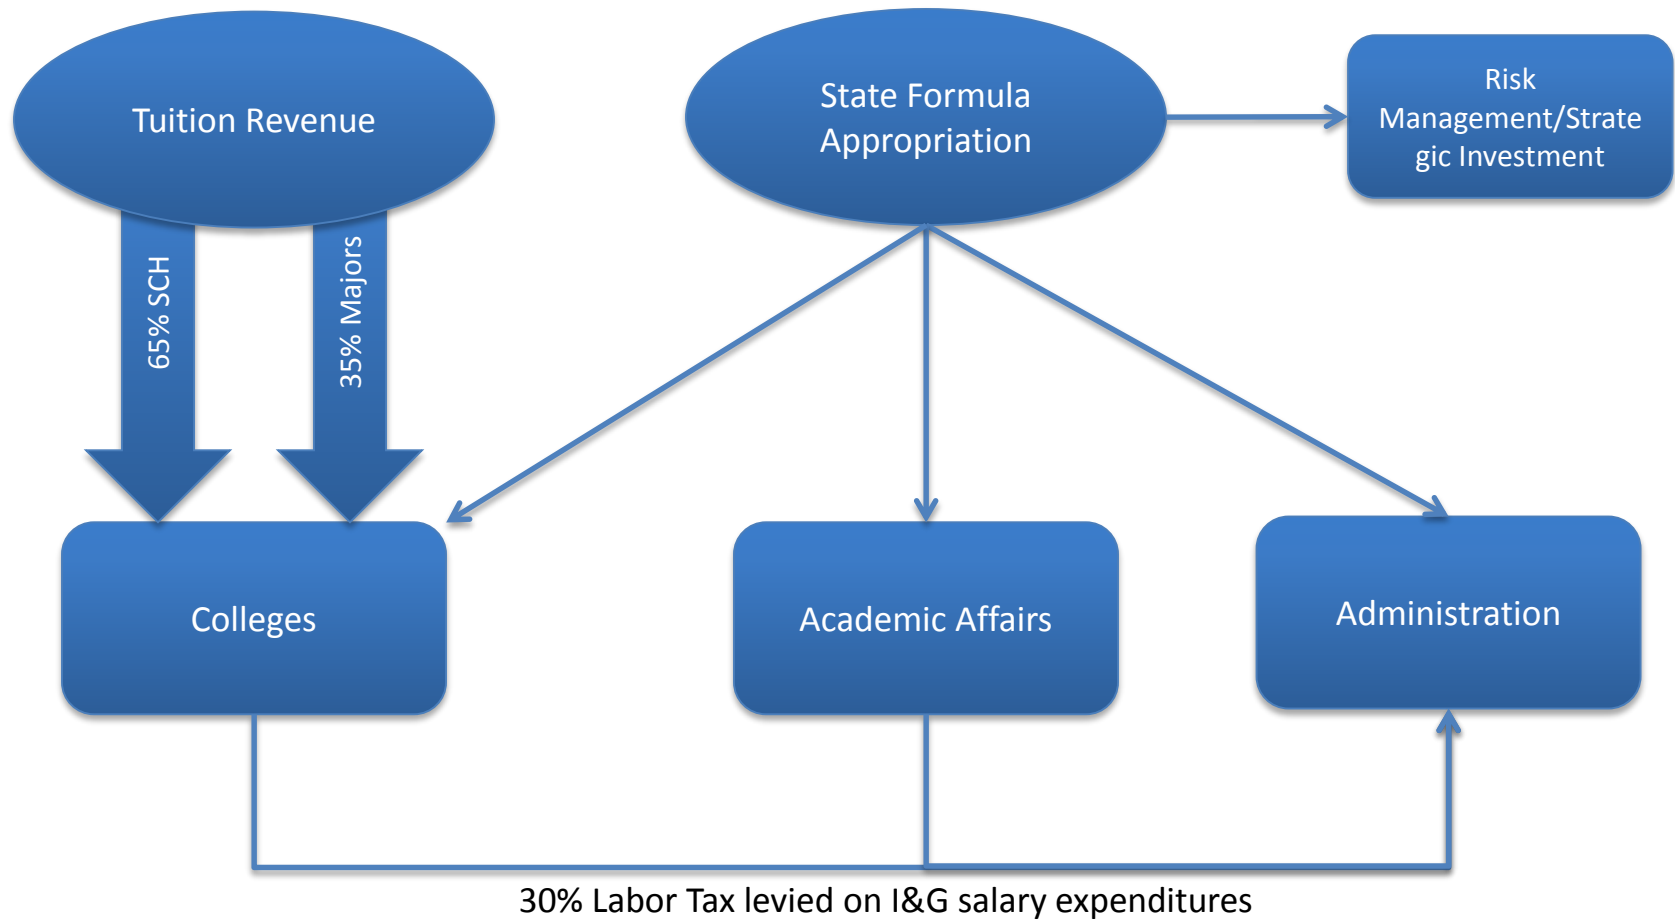 Tuition Revenue
State Formula
Appropriation
Risk
Management/Strate
gic Investment
65% SCH
35% Majors
Colleges
Academic Affairs
Administration
30% Labor Tax levied on I&G salary expenditures